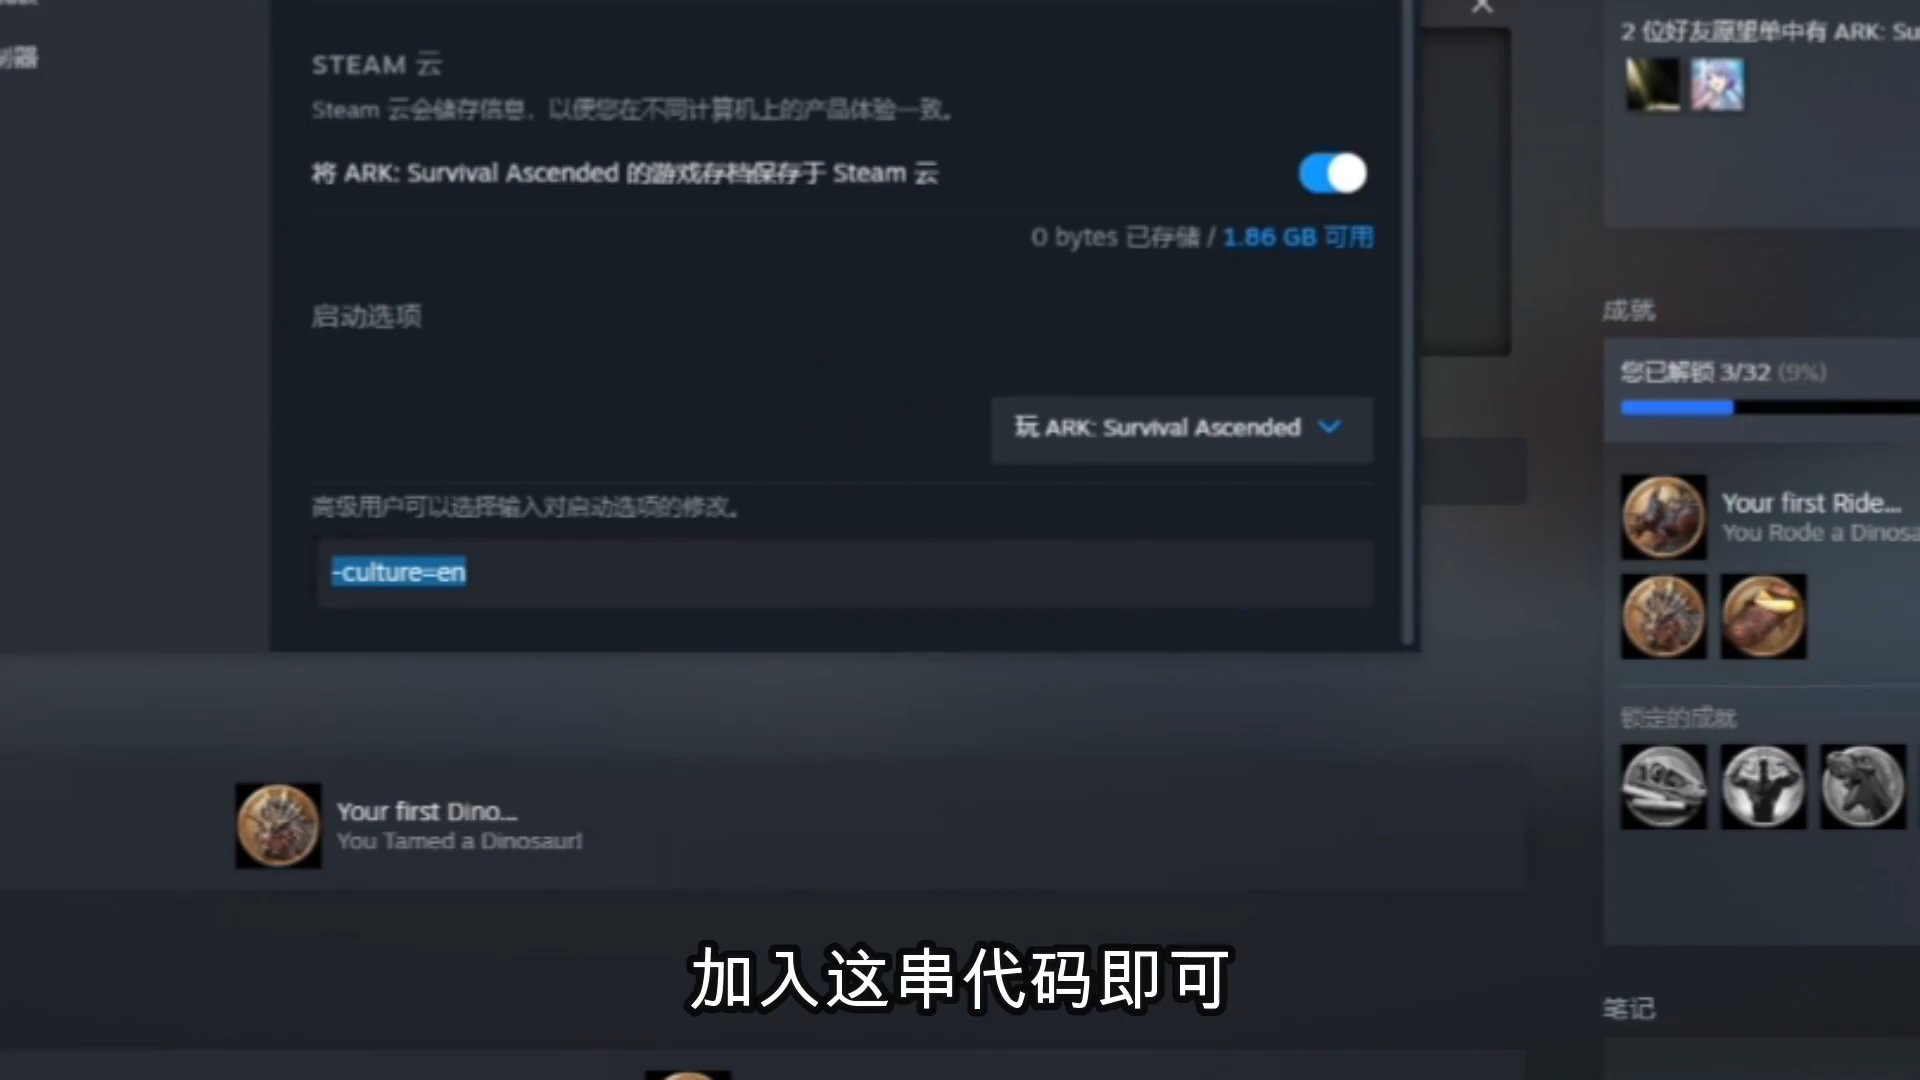 制器
STEAM 云
Steam 云会储存信息，以便您在不同计算机上的产品体验一致。
将 ARK: Survival Ascended 的游戏存档保存于 Steam 云
0 bytes 已存储 / 1.86 GB 可用
启动选项
玩 ARK: Survival Ascended
高级用户可以选择输入对启动选项的修改。
-culture=en
Your first Dino...
You Tamed a Dinosaur!
2 位好友愿望单中有 ARK: Su
成就
您已解锁 3/32 (9%)
Your first Ride...
You Rode a Dinosa
锁定的成就
笔记
加入这串代码即可